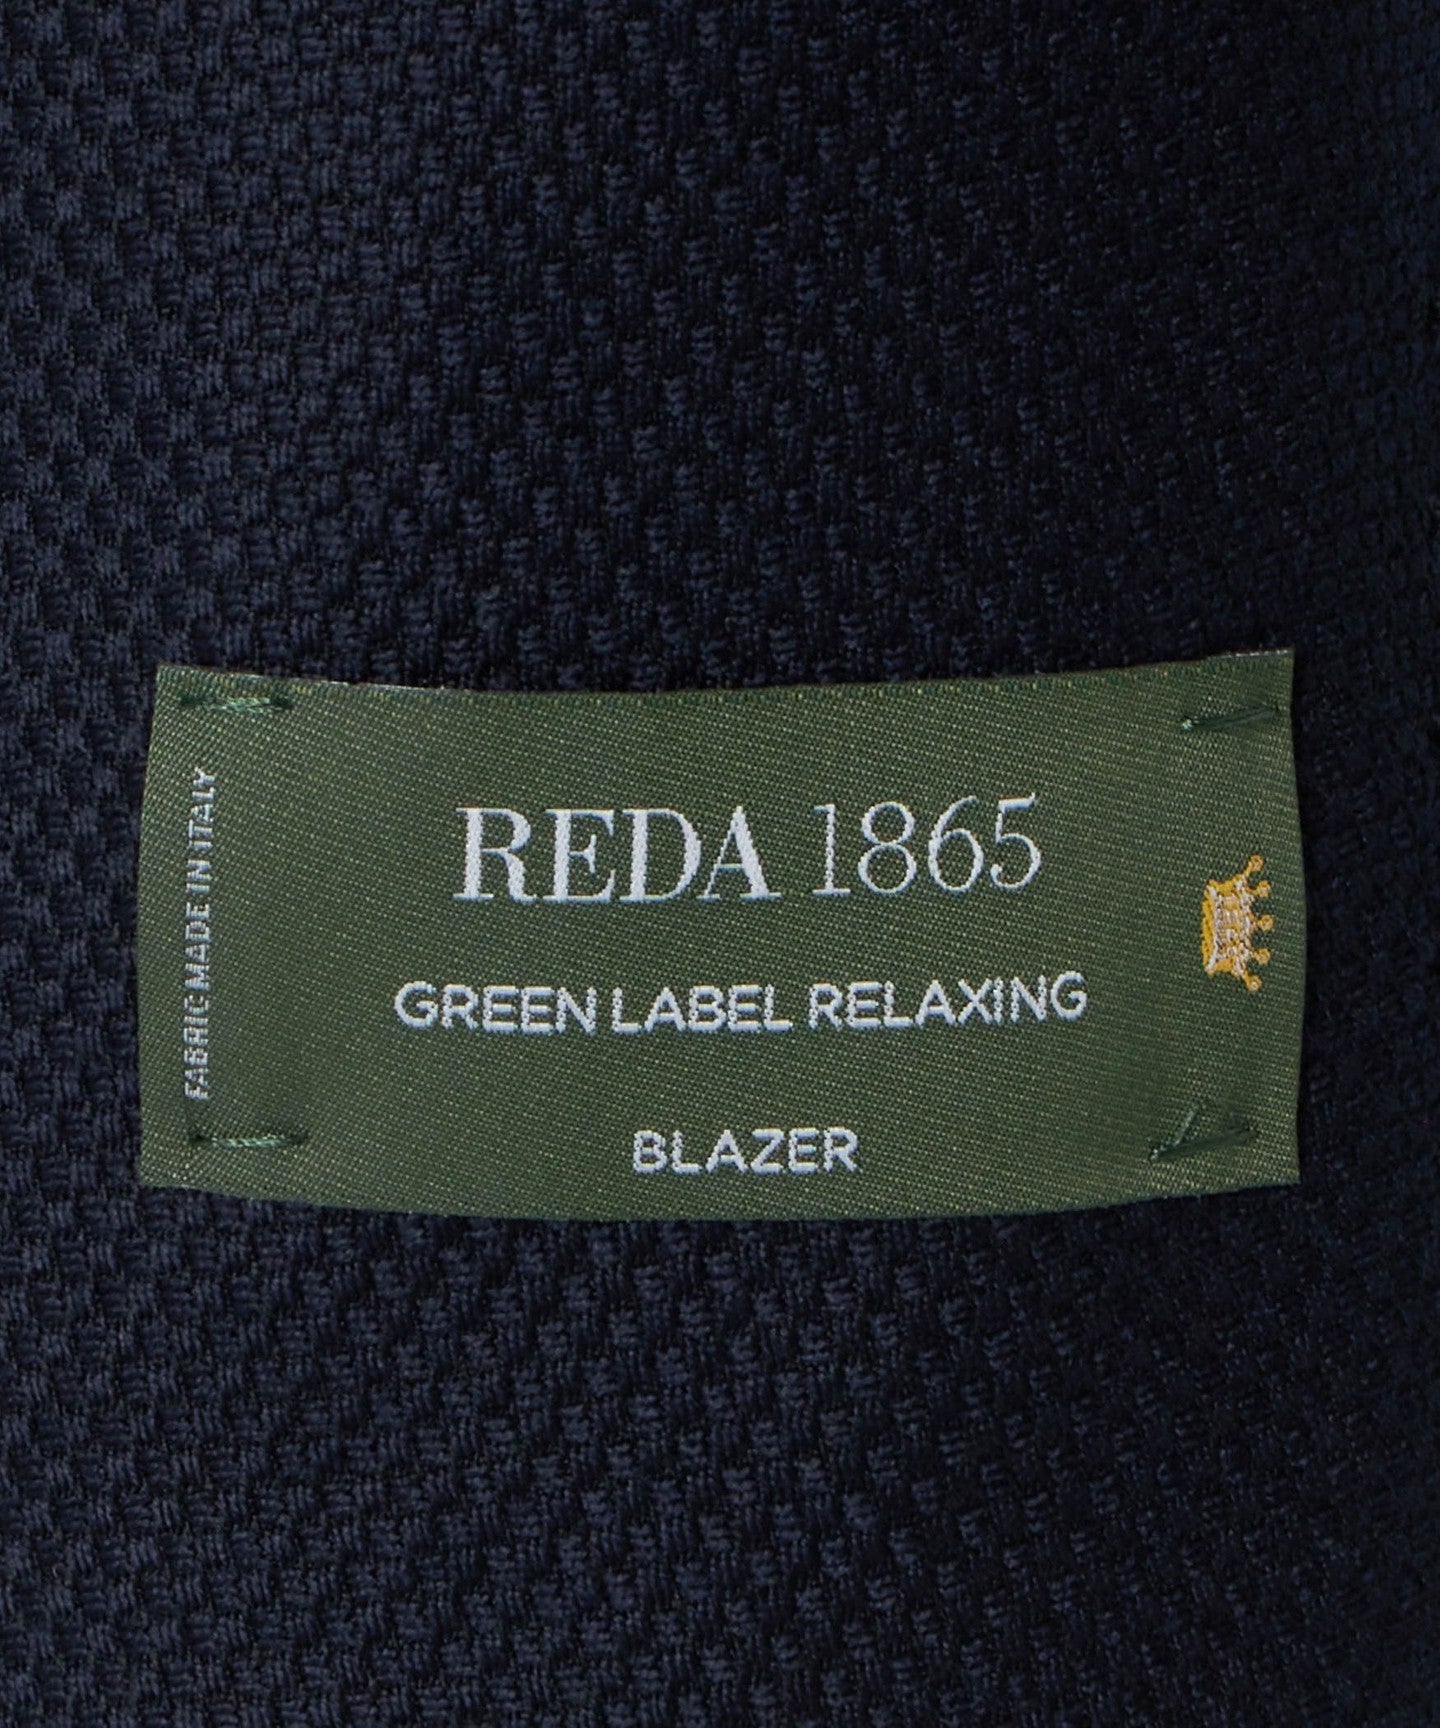 REDA 1865
GREEN LABEL RELAXING
BLAZER
FABRIC MADE IN ITALY